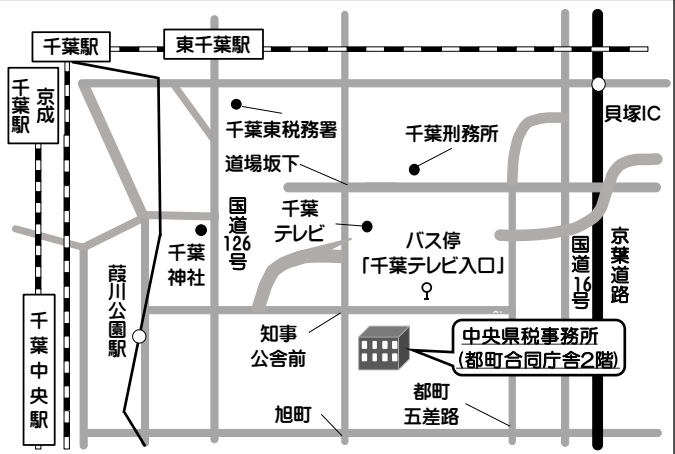 千葉駅
東千葉駅
京成
千葉駅
貝塚IC
千葉東税務署
千葉刑務所
道場坂下
国道126号
千葉
テレビ
千葉
神社
バス停
「千葉テレビ入口」
国道16号
京葉道路
葭川公園駅
千葉中央駅
知事
公舎前
中央県税事務所
(都町合同庁舎2階)
都町
五差路
旭町